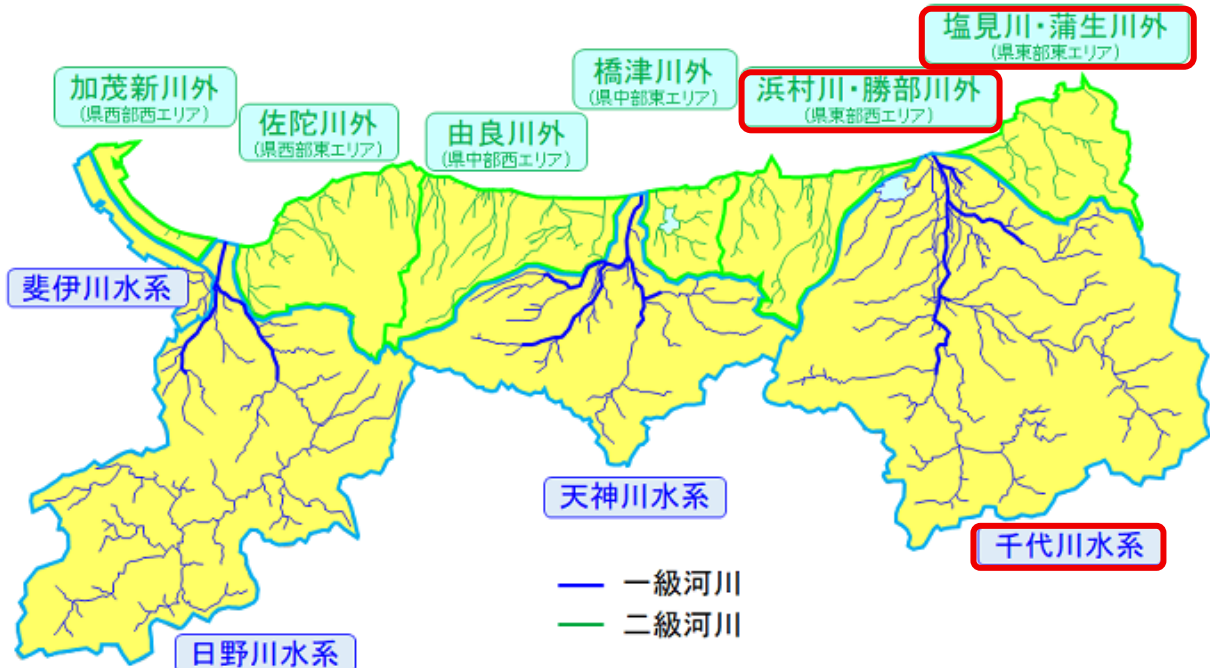 塩見川・蒲生川外
(県東部東エリア)
加茂新川外
(県西部西エリア)
橋津川外
(県中部東エリア)
浜村川・勝部川外
(県東部西エリア)
佐陀川外
(県西部東エリア)
由良川外
(県中部西エリア)
斐伊川水系
天神川水系
千代川水系
一級河川
二級河川
日野川水系